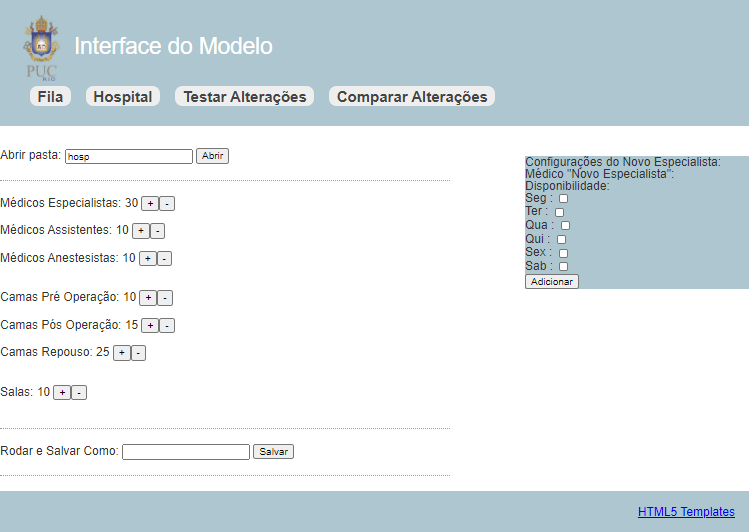 PUC
RIO
Interface do Modelo
Fila
Hospital
Testar Alterações
Comparar Alterações
Abrir pasta: hosp Abrir
Médicos Especialistas: 30 + -
Médicos Assistentes: 10 + -
Médicos Anestesistas: 10 + -
Camas Pré Operação: 10 + -
Camas Pós Operação: 15 + -
Camas Repouso: 25 + -
Salas: 10 + -
Rodar e Salvar Como: Salvar
Configurações do Novo Especialista:
Médico "Novo Especialista":
Disponibilidade:
Seg :
Ter :
Qua :
Qui :
Sex :
Sab :
Adicionar
HTML5 Templates